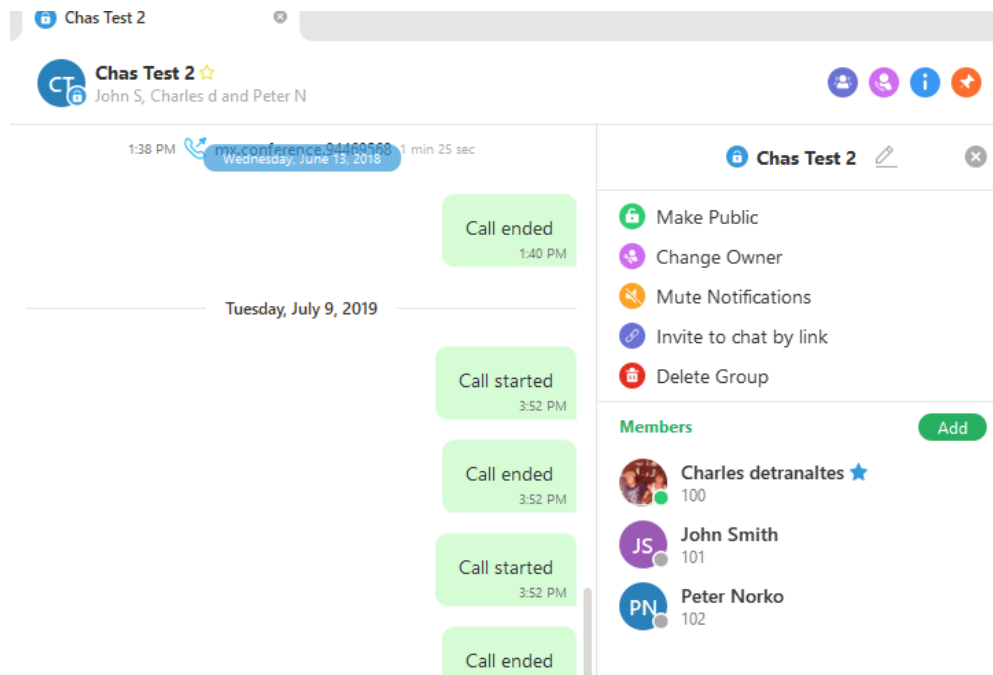 Chas Test 2
CT
Chas Test 2
John S, Charles d and Peter N
1:38 PM mx.conference.94469568 1 min 25 sec
Wednesday, June 13, 2018
Call ended
1:40 PM
Tuesday, July 9, 2019
Call started
3:52 PM
Call ended
3:52 PM
Call started
3:52 PM
Call ended
Chas Test 2
Make Public
Change Owner
Mute Notifications
Invite to chat by link
Delete Group
Members Add
Charles detranaltes
100
JS
John Smith
101
PN
Peter Norko
102